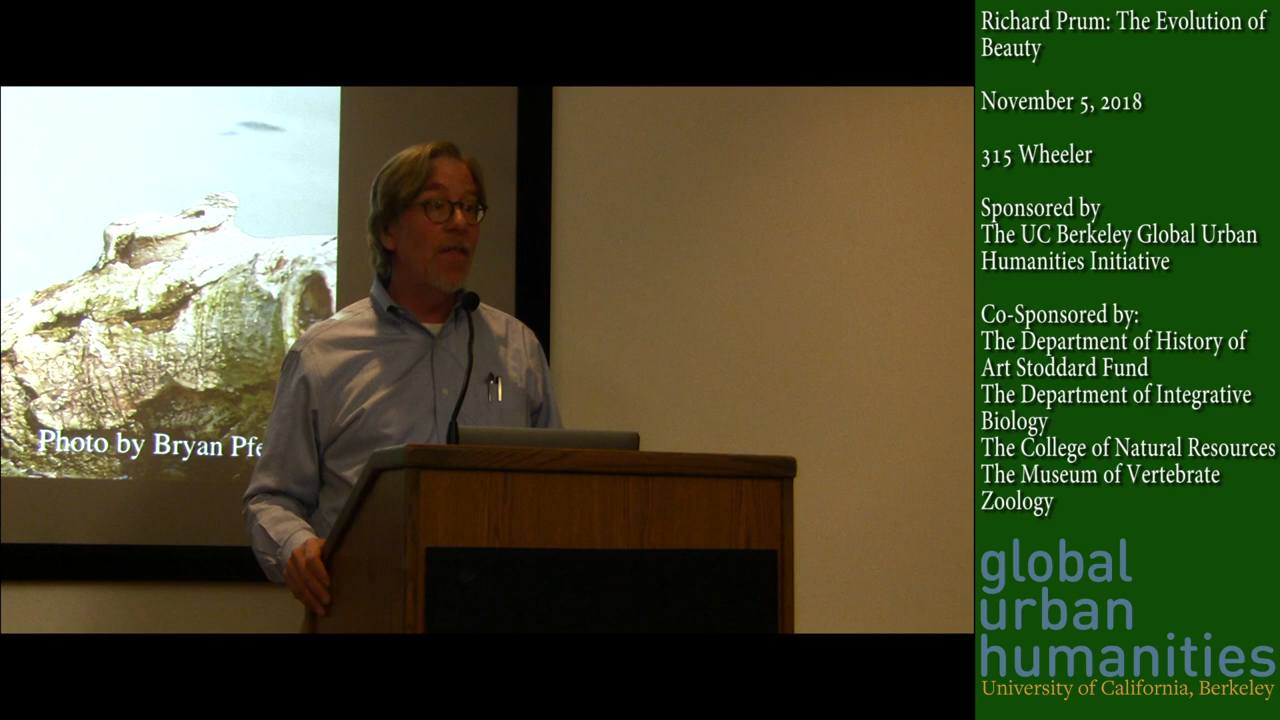 Richard Prum: The Evolution of
Beauty
November 5, 2018
315 Wheeler
Sponsored by
The UC Berkeley Global Urban
Humanities Initiative
Co-Sponsored by:
The Department of History of
Art Stoddard Fund
The Department of Integrative
Biology
The College of Natural Resources
The Museum of Vertebrate
Zoology
global
urban
humanities
University of California, Berkeley
Photo by Bryan